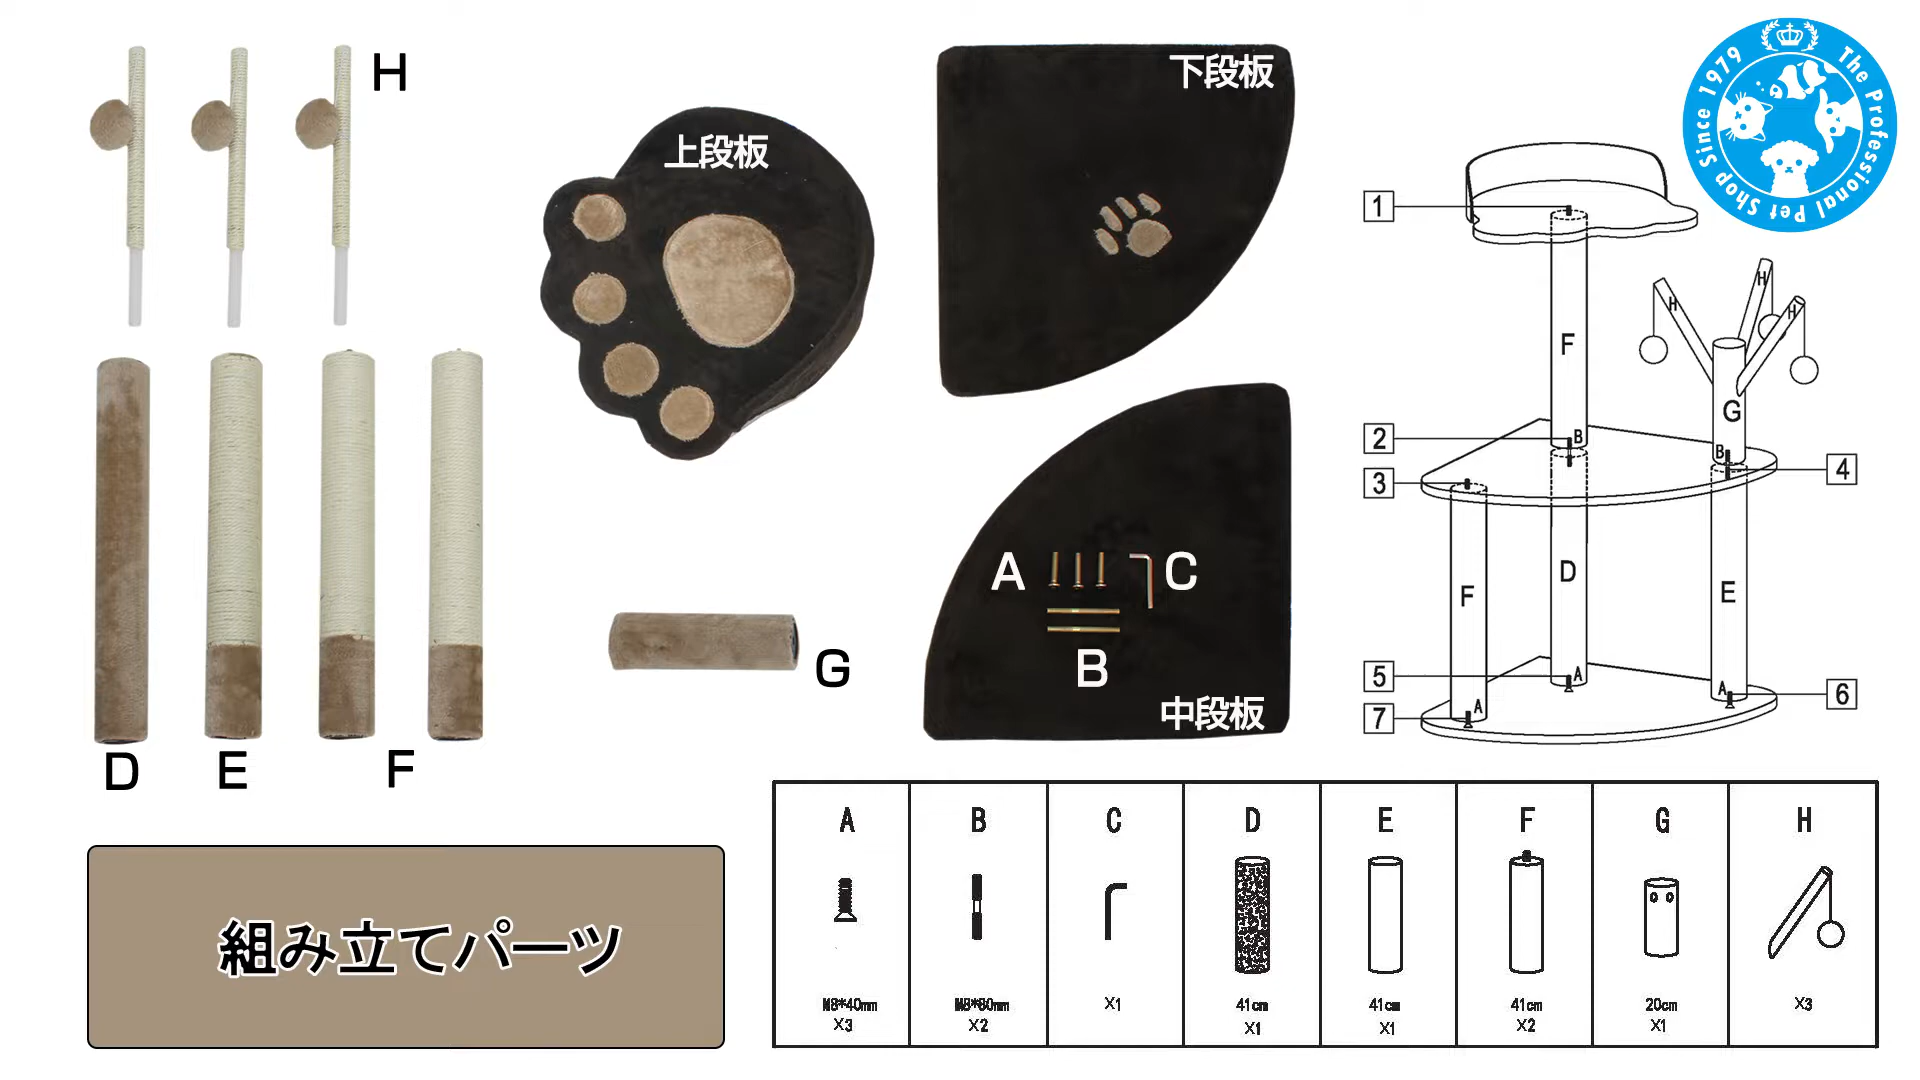 H
上段板
下段板
Since 1979
The Professional Pet Shop
D
E
F
G
A
C
B
中段板
1
2
3
4
5
6
7
F
H
H
H
G
B
B
F
D
E
A
A
A
組み立てパーツ
A
B
C
D
E
F
G
H
M8*40mm
X3
X2
X1
41cm
X1
41cm
X1
41cm
X2
20cm
X1
X3